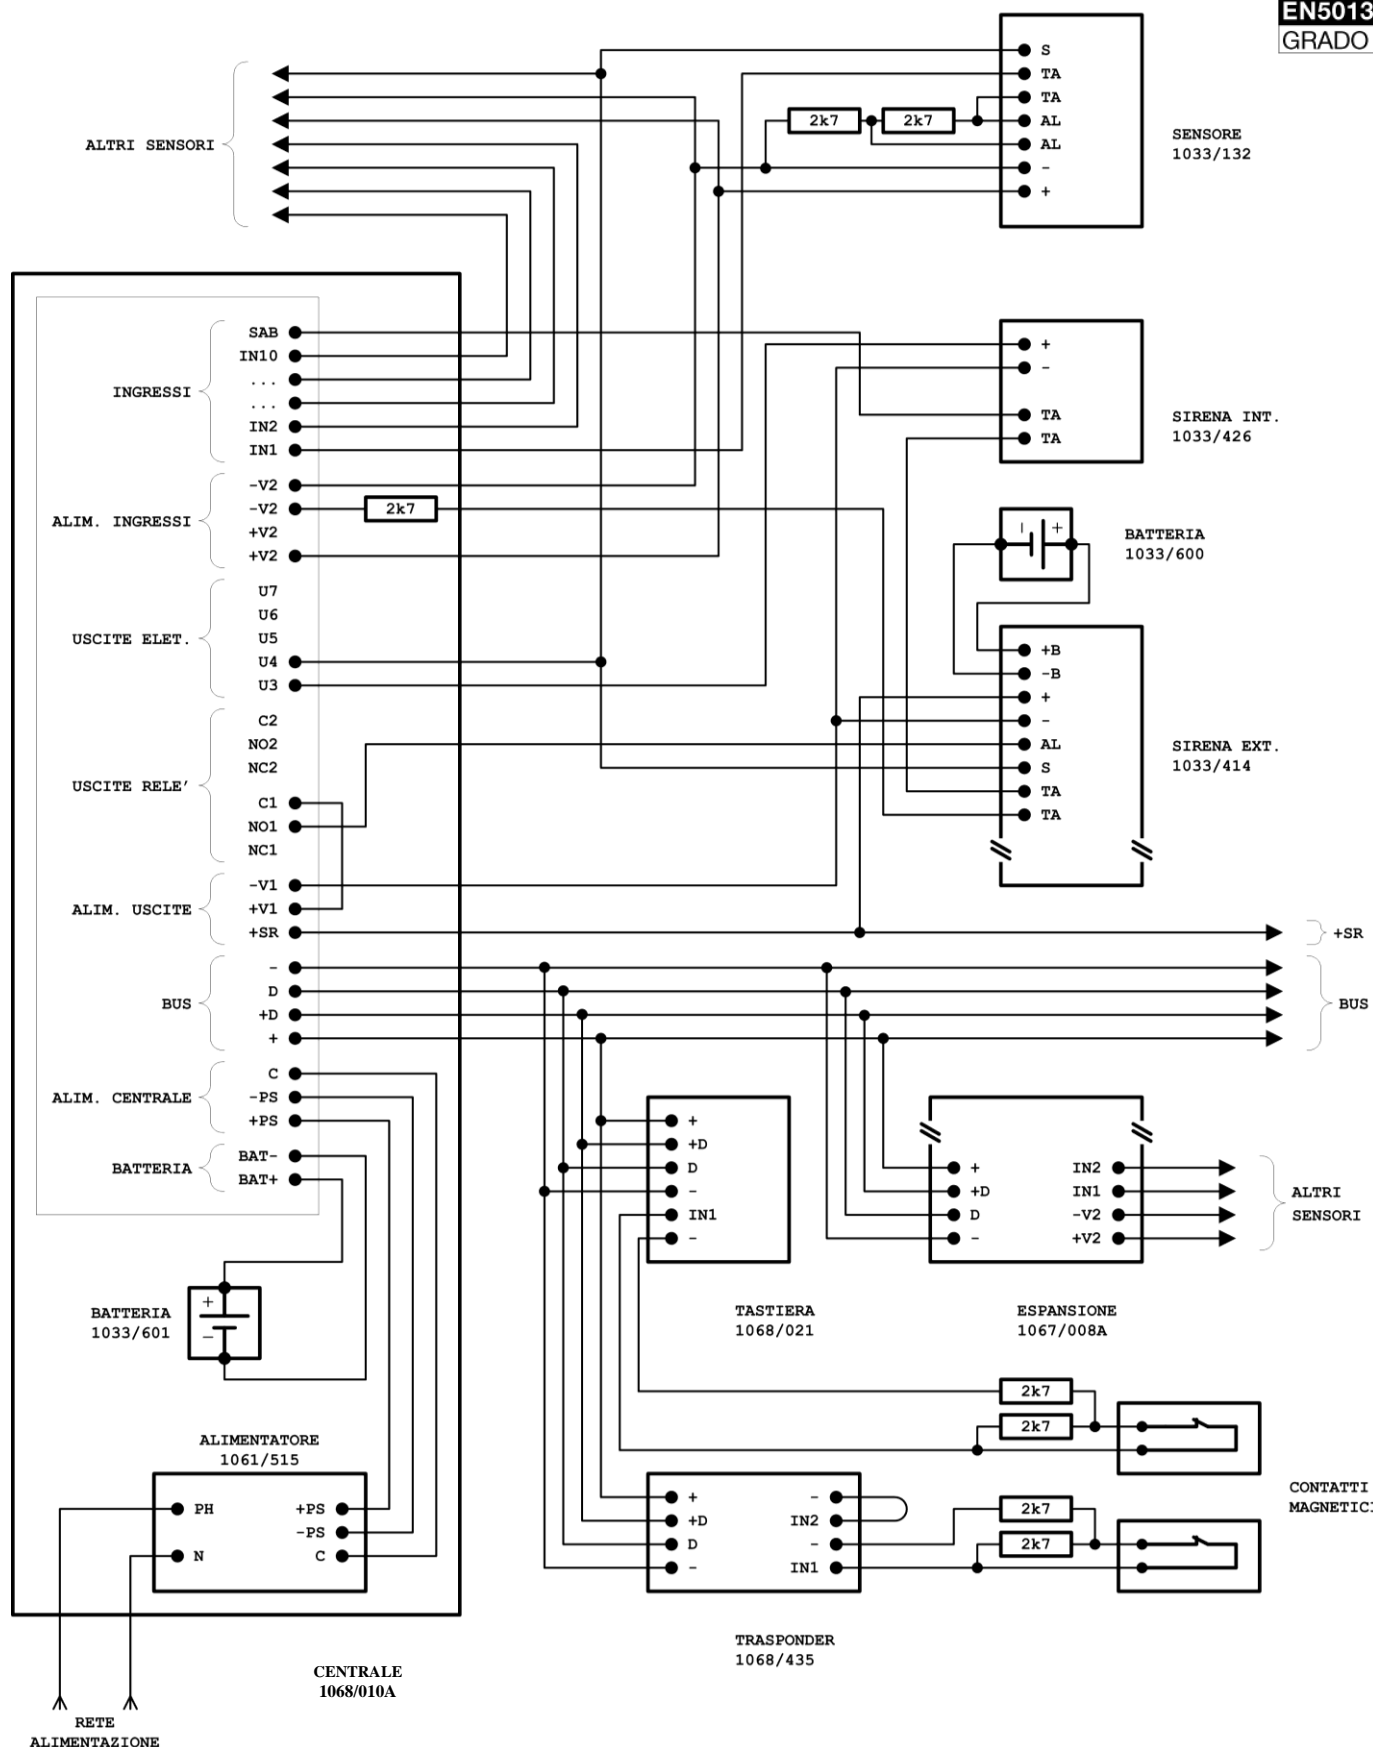 EN5013
GRADO
S
TA
TA
AL
AL
-
+
2k7
2k7
SENSORE
1033/132
ALTRI SENSORI
INGRESSI
SAB
IN10
...
...
IN2
IN1
ALIM. INGRESSI
-V2
-V2
+V2
+V2
2k7
USCITE ELET.
U7
U6
U5
U4
U3
USCITE RELE'
C2
NO2
NC2
C1
NO1
NC1
ALIM. USCITE
-V1
+V1
+SR
BUS
-
D
+D
+
ALIM. CENTRALE
C
-PS
+PS
BATTERIA
BAT-
BAT+
+
-
TA
TA
SIRENA INT.
1033/426
- +
BATTERIA
1033/600
+B
-B
+
-
AL
S
TA
TA
SIRENA EXT.
1033/414
+SR
BUS
+
+D
D
-
IN1
-
TASTIERA
1068/021
+
+D
D
-
IN2
IN1
-V2
+V2
ALTRI
SENSORI
ESPANSIONE
1067/008A
BATTERIA
1033/601
+
-
2k7
2k7
ALIMENTATORE
1061/515
PH
N
+PS
-PS
C
+
+D
D
-
-
IN2
-
IN1
2k7
2k7
CONTATTI
MAGNETICI
TRASPONDER
1068/435
CENTRALE
1068/010A
RETE
ALIMENTAZIONE